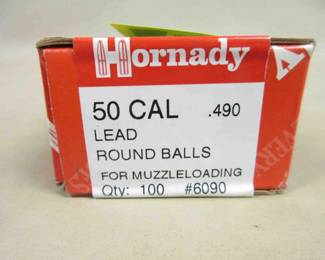 Hornady
50 CAL .490
LEAD
ROUND BALLS
FOR MUZZLELOADING
Qty: 100 #6090